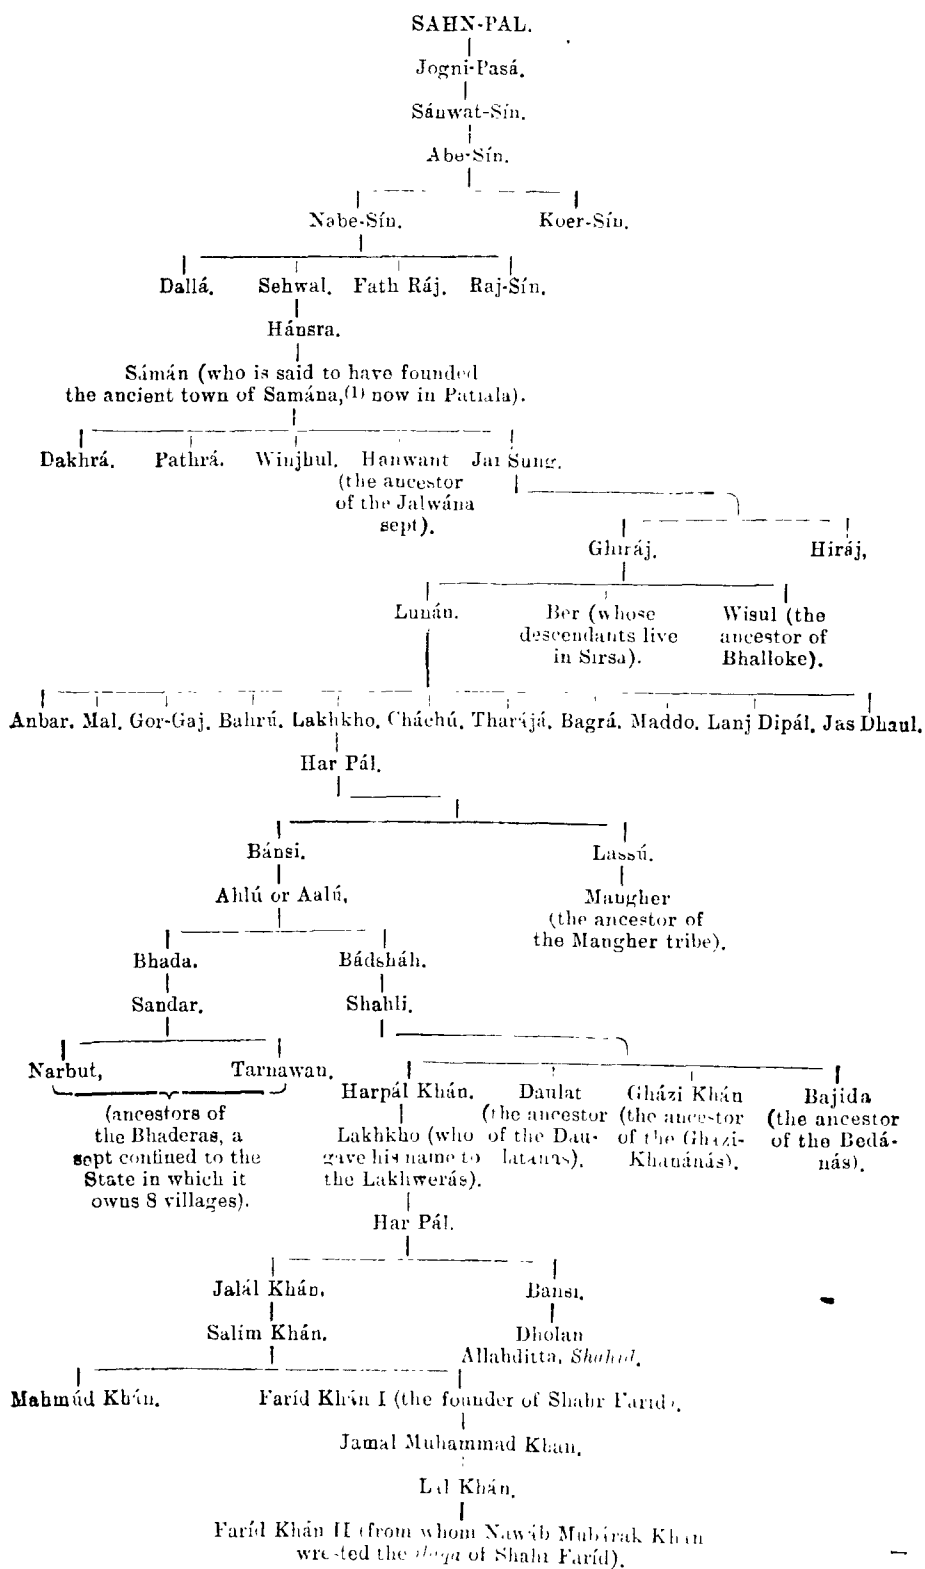 SAHN-PAL.
Jogni-Pasá.
Sánwat-Sín.
Abe-Sín.
Nabe-Sín. Koer-Sín.
Dallá. Sehwal. Fath Ráj. Raj-Sín.
Hánsra.
Sámán (who is said to have founded
the ancient town of Samána,(1) now in Patiala).
Dakhrá. Pathrá. Winjhul. Hanwant Jai Sung.
(the ancestor
of the Jalwána
sept).
Ghiráj. Hiráj,
Lunán. Ber (whose Wisul (the
descendants live ancestor of
in Sirsa). Bhalloke).
Anbar. Mal. Gor-Gaj. Bahrú. Lakhkho. Cháchú. Tharájá. Bagrá. Maddo. Lanj Dipál. Jas Dhaul.
Har Pál.
Bánsi. Lassú.
Ahlú or Aalú, Mangher
(the ancestor of
the Mangher tribe).
Bhada. Bádsháh.
Sandar. Shahli.
Narbut, Tarnawan.
Harpál Khán. Daulat Gházi Khán Bajida
(ancestors of (the ancestor (the ancestor (the ancestor
the Bhaderas, a Lakhkho (who of the Dau- of the Ghazi- of the Bedá-
sept confined to the gave his name to latanas). Khanánás). nás).
State in which it the Lakhwerás).
owns 8 villages).
Har Pál.
Jalál Khán, Bansi.
Salím Khán. Dholan
Allahditta, Shahid.
Mahmúd Khán. Faríd Khán I (the founder of Shahr Farid).
Jamal Muhammad Khan.
Lal Khán.
Faríd Khán II (from whom Nawáb Mubárak Khan
wrested the ilaqa of Shahr Faríd).